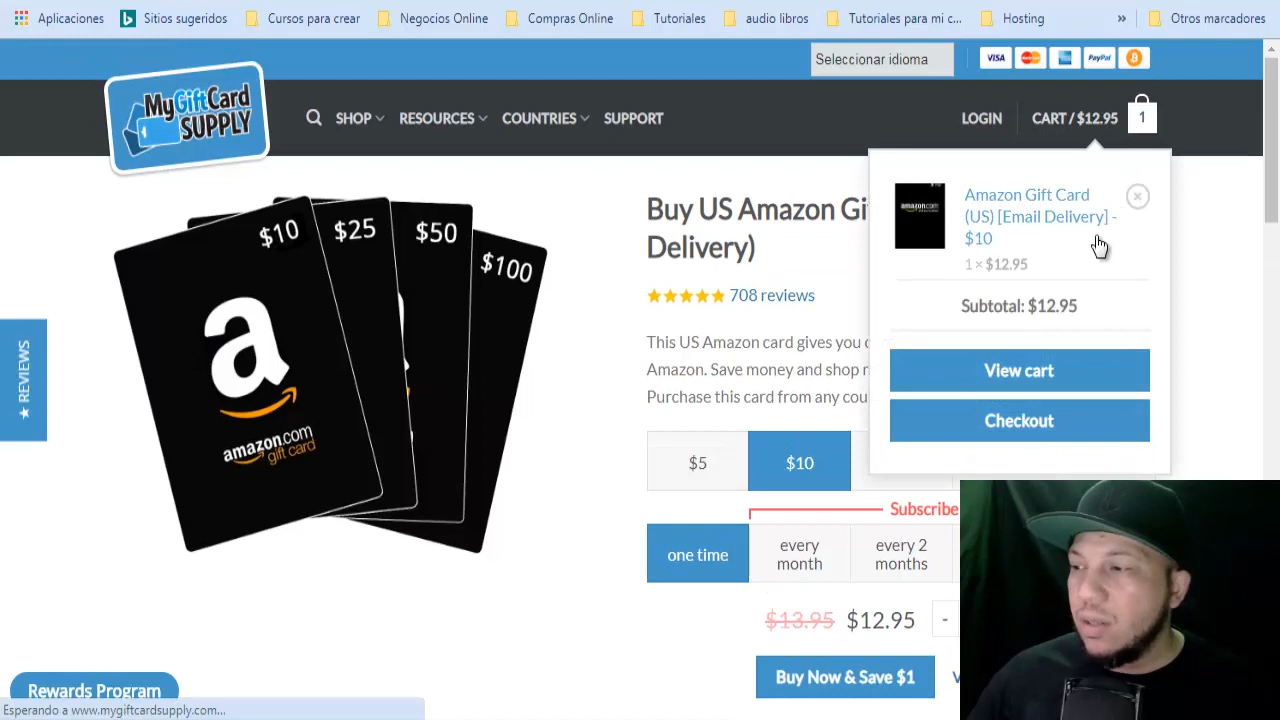 Aplicaciones Sitios sugeridos Cursos para crear Negocios Online Compras Online Tutoriales audio libros Tutoriales para mi c... Hosting » Otros marcadores
Seleccionar idioma VISA PayPal
MyGiftCard
SUPPLY
SHOP RESOURCES COUNTRIES SUPPORT LOGIN CART / $12.95 1
$10 $25 $50 $100
a
amazon.com
gift card
★ REVIEWS
Buy US Amazon Gi
Delivery)
708 reviews
This US Amazon card gives you
Amazon. Save money and shop
Purchase this card from any cou
amazon.com
Amazon Gift Card
(US) [Email Delivery] -
$10
1 × $12.95
Subtotal: $12.95
View cart
Checkout
$5 $10
Subscribe
one time
every
month
every 2
months
$13.95 $12.95 -
Buy Now & Save $1
Rewards Program
Esperando a www.mygiftcardsupply.com...